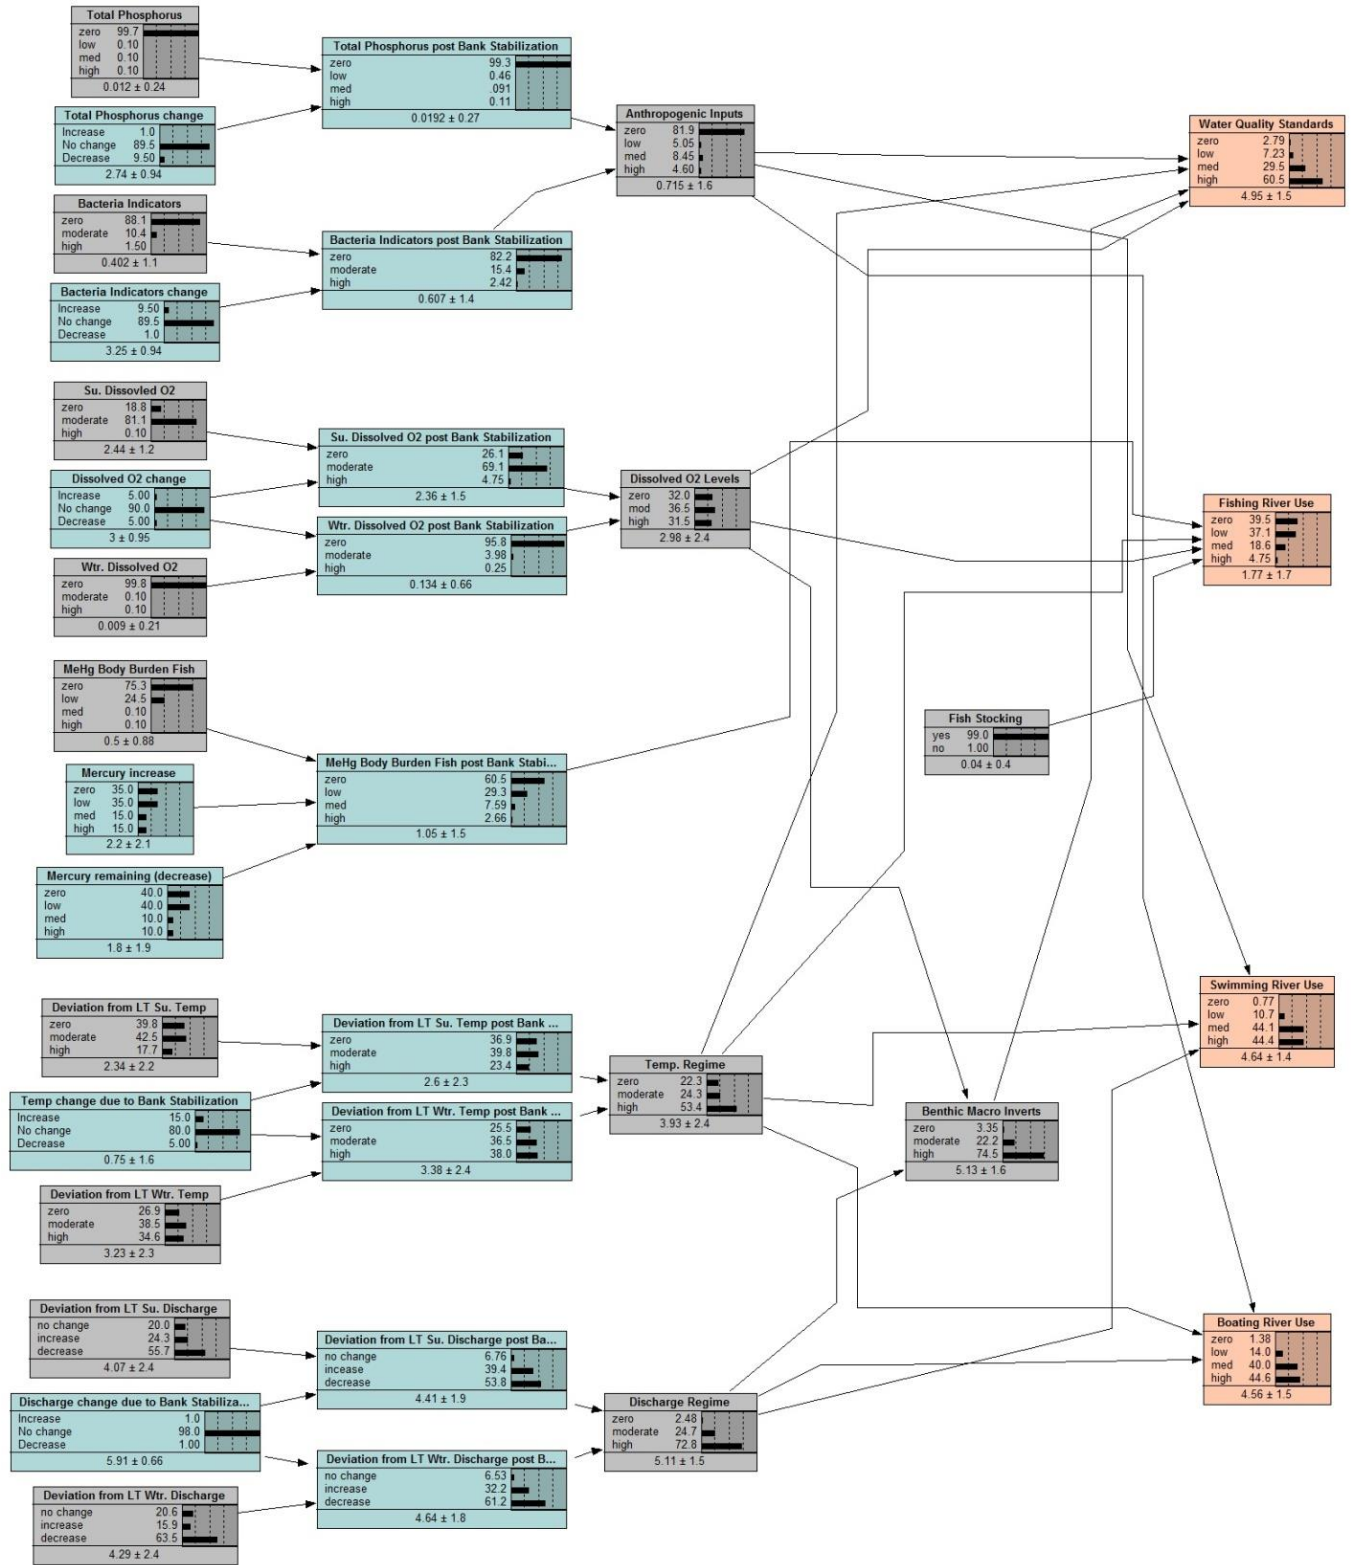 Total Phosphorus
zero 99.7
low 0.10
med 0.10
high 0.10
0.012 ± 0.24
Total Phosphorus change
Increase 1.0
No change 89.5
Decrease 9.50
2.74 ± 0.94
Bacteria Indicators
zero 88.1
moderate 10.4
high 1.50
0.402 ± 1.1
Bacteria Indicators change
Increase 9.50
No change 89.5
Decrease 1.0
3.25 ± 0.94
Su. Dissovled O2
zero 18.8
moderate 81.1
high 0.10
2.44 ± 1.2
Dissolved O2 change
Increase 5.00
No change 90.0
Decrease 5.00
3 ± 0.95
Wtr. Dissolved O2
zero 99.8
moderate 0.10
high 0.10
0.009 ± 0.21
MeHg Body Burden Fish
zero 75.3
low 24.5
med 0.10
high 0.10
0.5 ± 0.88
Mercury increase
zero 35.0
low 35.0
med 15.0
high 15.0
2.2 ± 2.1
Mercury remaining (decrease)
zero 40.0
low 40.0
med 10.0
high 10.0
1.8 ± 1.9
Deviation from LT Su. Temp
zero 39.8
moderate 42.5
high 17.7
2.34 ± 2.2
Temp change due to Bank Stabilization
Increase 15.0
No change 80.0
Decrease 5.00
0.75 ± 1.6
Deviation from LT Wtr. Temp
zero 26.9
moderate 38.5
high 34.6
3.23 ± 2.3
Deviation from LT Su. Discharge
no change 20.0
increase 24.3
decrease 55.7
4.07 ± 2.4
Discharge change due to Bank Stabiliza...
Increase 1.0
No change 98.0
Decrease 1.00
5.91 ± 0.66
Deviation from LT Wtr. Discharge
no change 20.6
increase 15.9
decrease 63.5
4.29 ± 2.4
Total Phosphorus post Bank Stabilization
zero 99.3
low 0.46
med .091
high 0.11
0.0192 ± 0.27
Bacteria Indicators post Bank Stabilization
zero 82.2
moderate 15.4
high 2.42
0.607 ± 1.4
Su. Dissolved O2 post Bank Stabilization
zero 26.1
moderate 69.1
high 4.75
2.36 ± 1.5
Wtr. Dissolved O2 post Bank Stabilization
zero 95.8
moderate 3.98
high 0.25
0.134 ± 0.66
MeHg Body Burden Fish post Bank Stabi...
zero 60.5
low 29.3
med 7.59
high 2.66
1.05 ± 1.5
Deviation from LT Su. Temp post Bank ...
zero 36.9
moderate 39.8
high 23.4
2.6 ± 2.3
Deviation from LT Wtr. Temp post Bank ...
zero 25.5
moderate 36.5
high 38.0
3.38 ± 2.4
Deviation from LT Su. Discharge post Ba...
no change 6.76
incease 39.4
decrease 53.8
4.41 ± 1.9
Deviation from LT Wtr. Discharge post B...
no change 6.53
increase 32.2
decrease 61.2
4.64 ± 1.8
Anthropogenic Inputs
zero 81.9
low 5.05
med 8.45
high 4.60
0.715 ± 1.6
Dissolved O2 Levels
zero 32.0
mod 36.5
high 31.5
2.98 ± 2.4
Temp. Regime
zero 22.3
moderate 24.3
high 53.4
3.93 ± 2.4
Discharge Regime
zero 2.48
moderate 24.7
high 72.8
5.11 ± 1.5
Fish Stocking
yes 99.0
no 1.00
0.04 ± 0.4
Benthic Macro Inverts
zero 3.35
moderate 22.2
high 74.5
5.13 ± 1.6
Water Quality Standards
zero 2.79
low 7.23
med 29.5
high 60.5
4.95 ± 1.5
Fishing River Use
zero 39.5
low 37.1
med 18.6
high 4.75
1.77 ± 1.7
Swimming River Use
zero 0.77
low 10.7
med 44.1
high 44.4
4.64 ± 1.4
Boating River Use
zero 1.38
low 14.0
med 40.0
high 44.6
4.56 ± 1.5